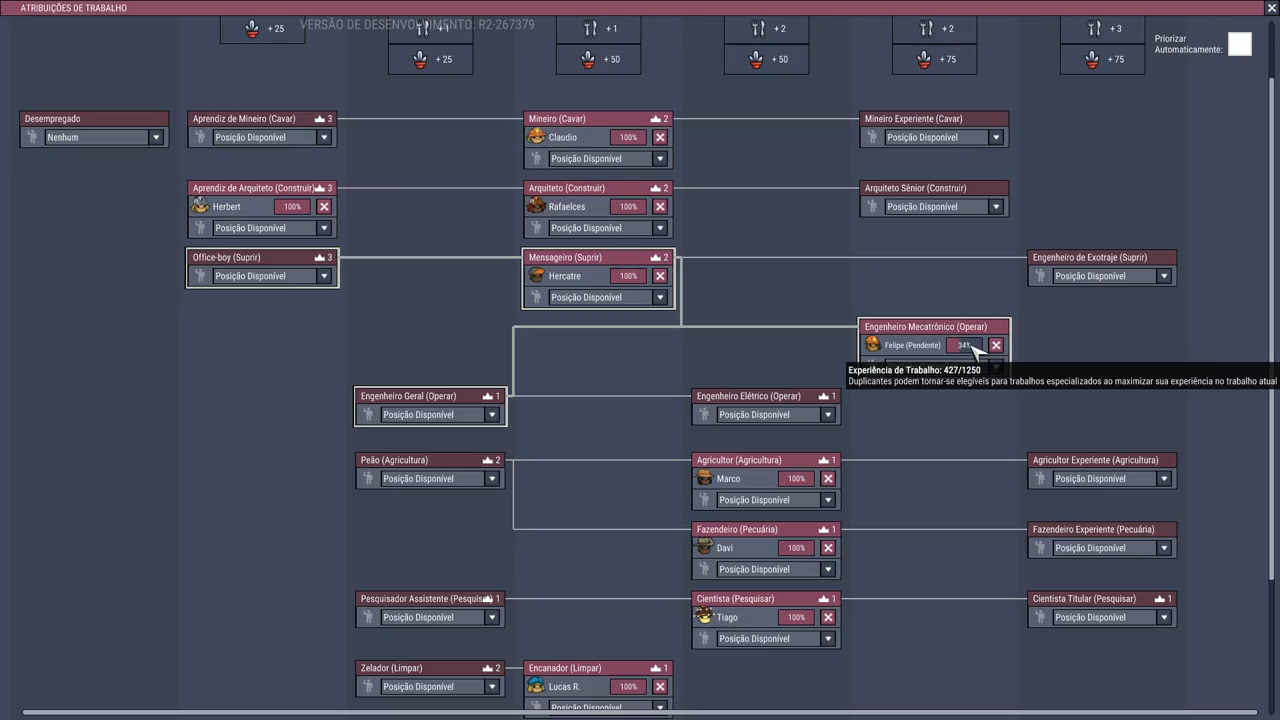 ATRIBUIÇÕES DE TRABALHO
VERSÃO DE DESENVOLVIMENTO: R2-267379
+ 25
+ 1
+ 1
+ 2
+ 2
+ 3
+ 25
+ 50
+ 50
+ 75
+ 75
Priorizar
Automaticamente:
Desempregado
Nenhum
Aprendiz de Mineiro (Cavar) 3
Posição Disponível
Mineiro (Cavar) 2
Claudio 100%
Posição Disponível
Mineiro Experiente (Cavar)
Posição Disponível
Aprendiz de Arquiteto (Construir) 3
Herbert 100%
Posição Disponível
Arquiteto (Construir) 2
Rafaelces 100%
Posição Disponível
Arquiteto Sênior (Construir)
Posição Disponível
Office-boy (Suprir) 3
Posição Disponível
Mensageiro (Suprir) 2
Hercatre 100%
Posição Disponível
Engenheiro de Exotraje (Suprir)
Posição Disponível
Engenheiro Mecatrônico (Operar)
Felipe (Pendente) 34%
Experiência de Trabalho: 427/1250
Duplicantes podem tornar-se elegíveis para trabalhos especializados ao maximizar sua experiência no trabalho atual
Engenheiro Geral (Operar) 1
Posição Disponível
Engenheiro Elétrico (Operar) 1
Posição Disponível
Peão (Agricultura) 2
Posição Disponível
Agricultor (Agricultura) 1
Marco 100%
Posição Disponível
Agricultor Experiente (Agricultura)
Posição Disponível
Fazendeiro (Pecuária) 1
Davi 100%
Posição Disponível
Fazendeiro Experiente (Pecuária)
Posição Disponível
Pesquisador Assistente (Pesquisar) 1
Posição Disponível
Cientista (Pesquisar) 1
Tiago 100%
Posição Disponível
Cientista Titular (Pesquisar) 1
Posição Disponível
Zelador (Limpar) 2
Posição Disponível
Encanador (Limpar) 1
Lucas R. 100%
Posição Disponível